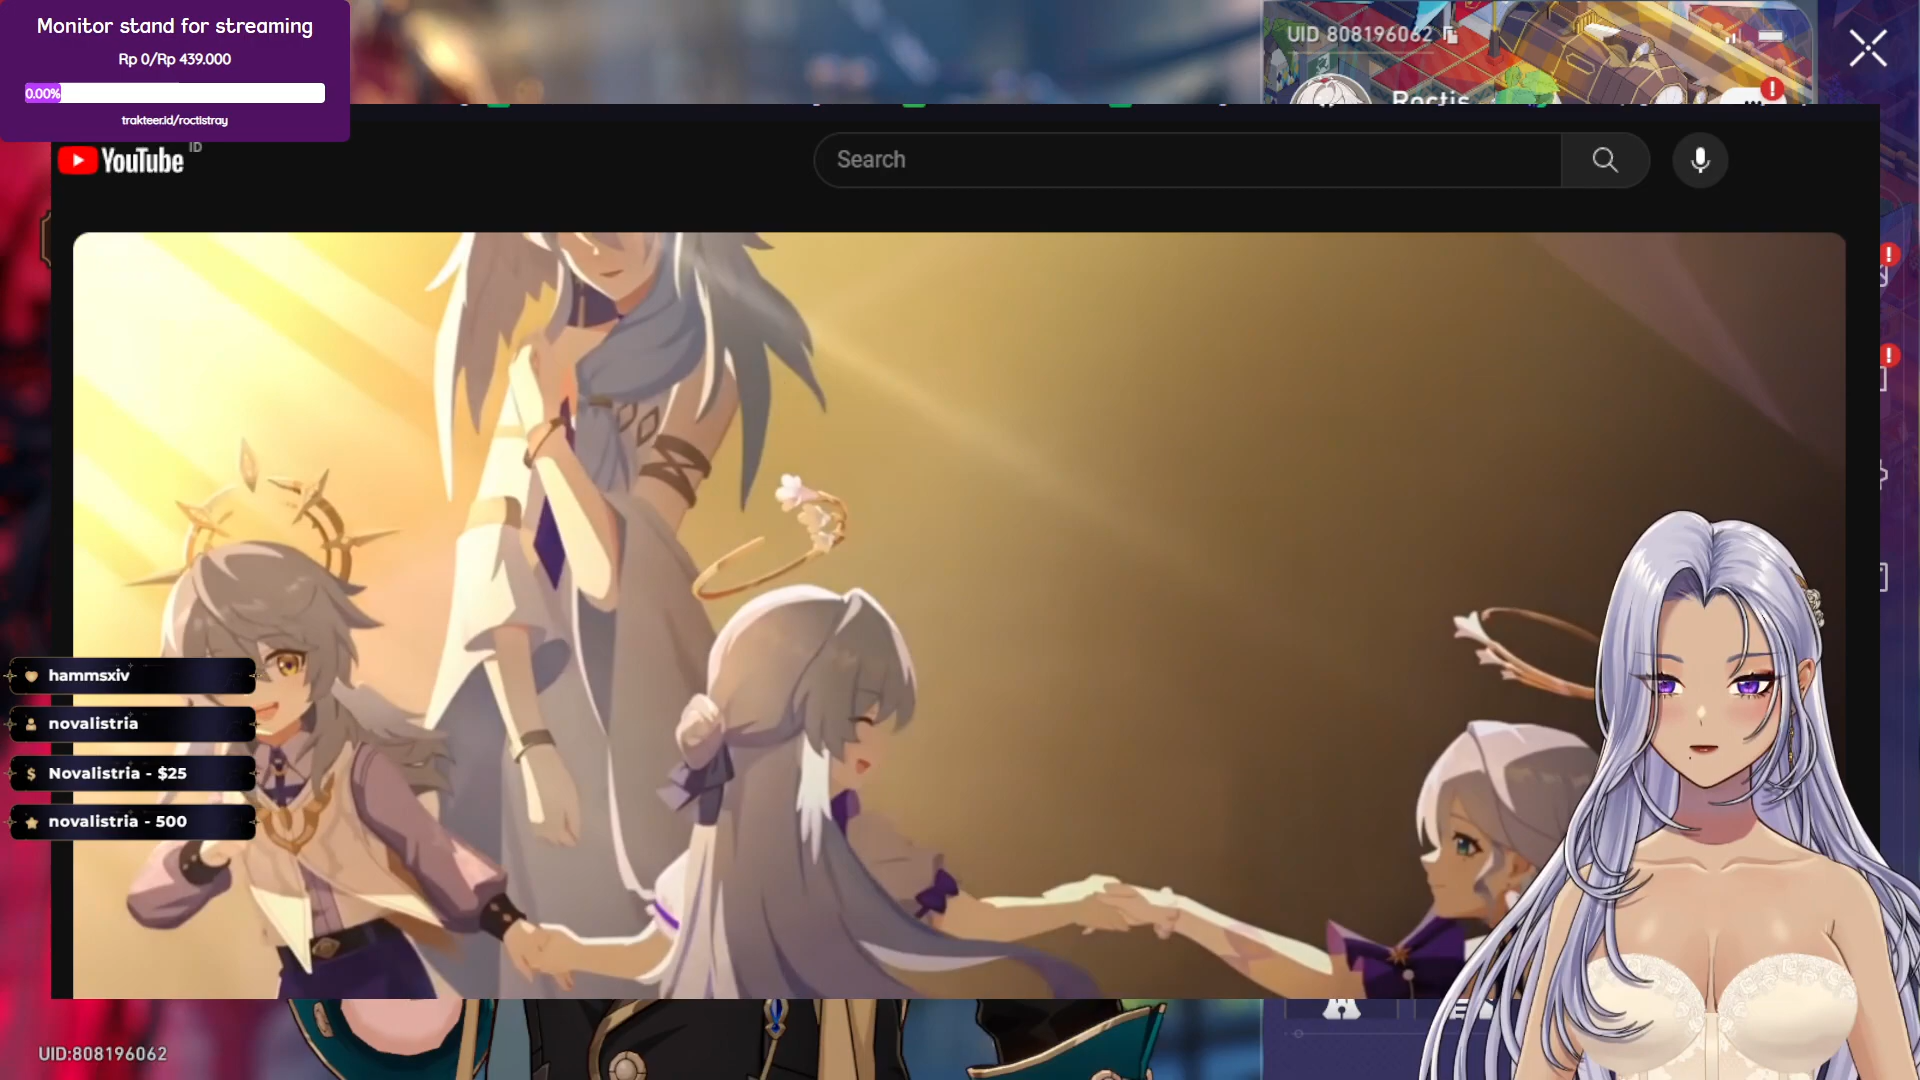 Monitor stand for streaming
Rp 0/Rp 439.000
0.00%
trakteer.id/roctistray
UID 808196062
Roctis
YouTube ID
Search
hammsxiv
novalistria
Novalistria - $25
novalistria - 500
UID:808196062